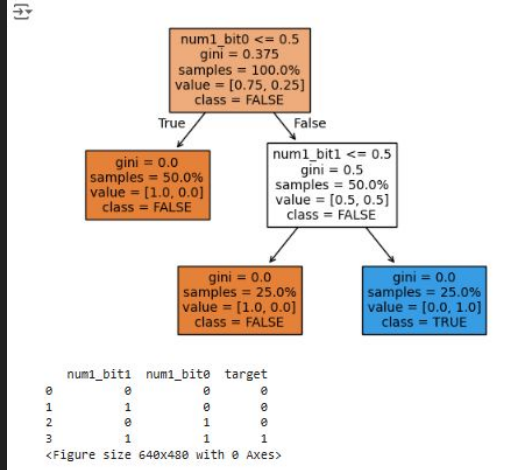 num1_bit0 <= 0.5
gini = 0.375
samples = 100.0%
value = [0.75, 0.25]
class = FALSE
True
False
gini = 0.0
samples = 50.0%
value = [1.0, 0.0]
class = FALSE
num1_bit1 <= 0.5
gini = 0.5
samples = 50.0%
value = [0.5, 0.5]
class = FALSE
gini = 0.0
samples = 25.0%
value = [1.0, 0.0]
class = FALSE
gini = 0.0
samples = 25.0%
value = [0.0, 1.0]
class = TRUE
num1_bit1 num1_bit0 target
0 0 0 0
1 1 0 0
2 0 1 0
3 1 1 1
<Figure size 640x480 with 0 Axes>